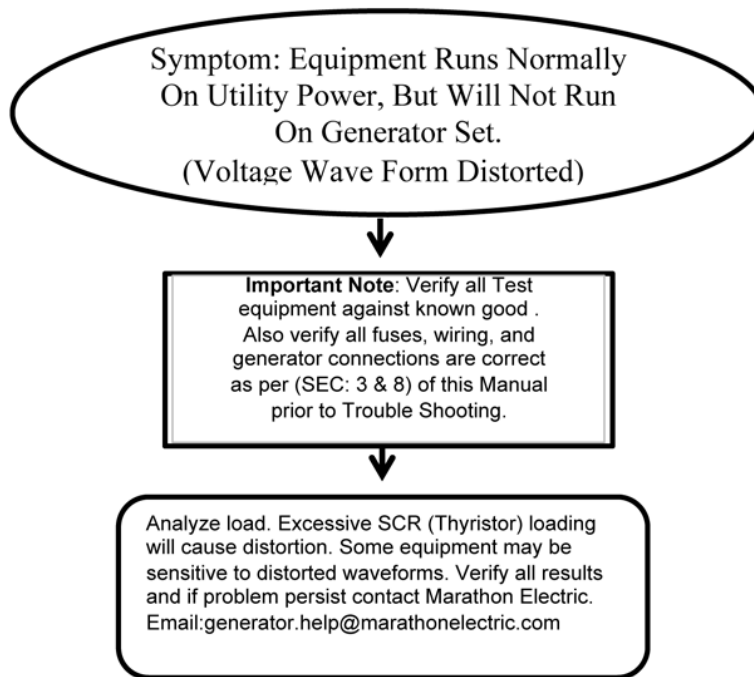 Symptom: Equipment Runs Normally
On Utility Power, But Will Not Run
On Generator Set.
(Voltage Wave Form Distorted)
Important Note: Verify all Test
equipment against known good .
Also verify all fuses, wiring, and
generator connections are correct
as per (SEC: 3 & 8) of this Manual
prior to Trouble Shooting.
Analyze load. Excessive SCR (Thyristor) loading
will cause distortion. Some equipment may be
sensitive to distorted waveforms. Verify all results
and if problem persist contact Marathon Electric.
Email:generator.help@marathonelectric.com